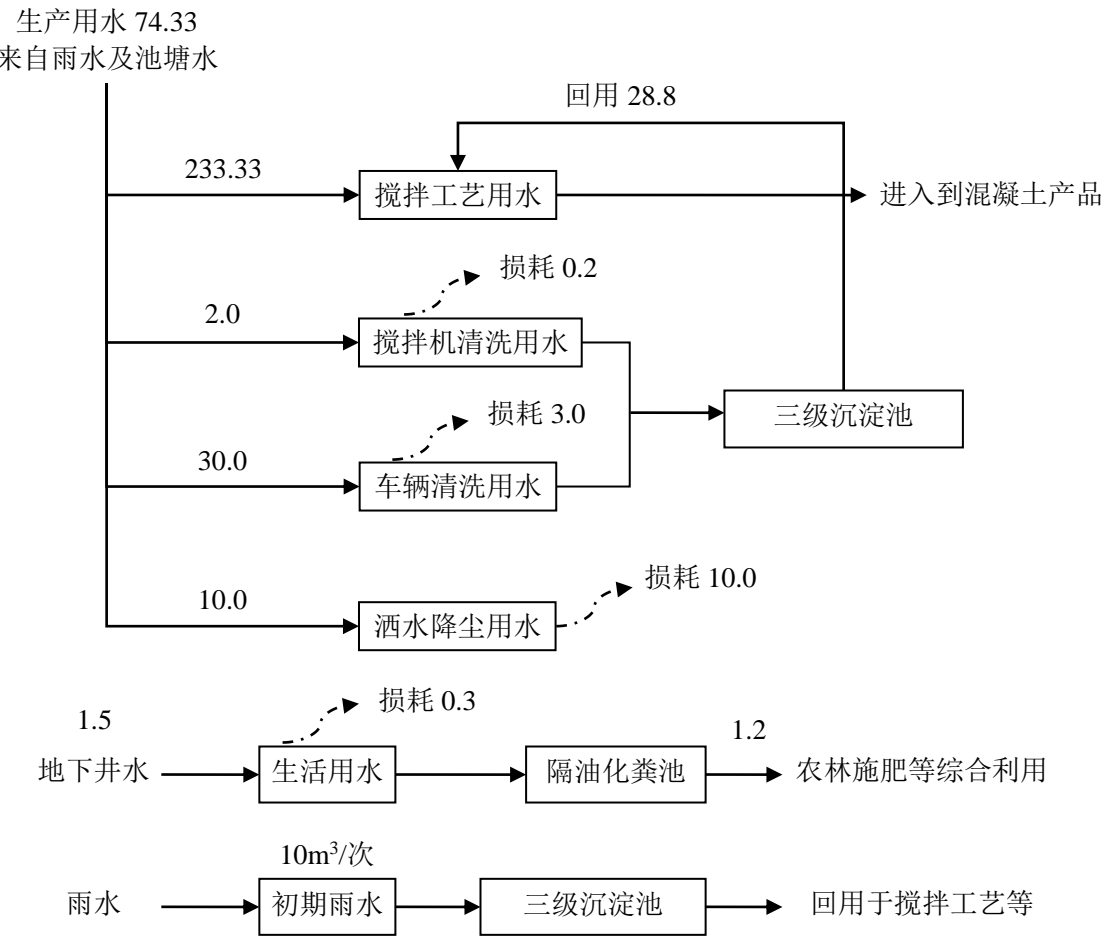 生产用水 74.33
来自雨水及池塘水
回用 28.8
233.33
搅拌工艺用水
进入到混凝土产品
损耗 0.2
2.0
搅拌机清洗用水
三级沉淀池
损耗 3.0
30.0
车辆清洗用水
损耗 10.0
10.0
洒水降尘用水
损耗 0.3
1.5
1.2
地下井水
生活用水
隔油化粪池
农林施肥等综合利用
10m³/次
雨水
初期雨水
三级沉淀池
回用于搅拌工艺等